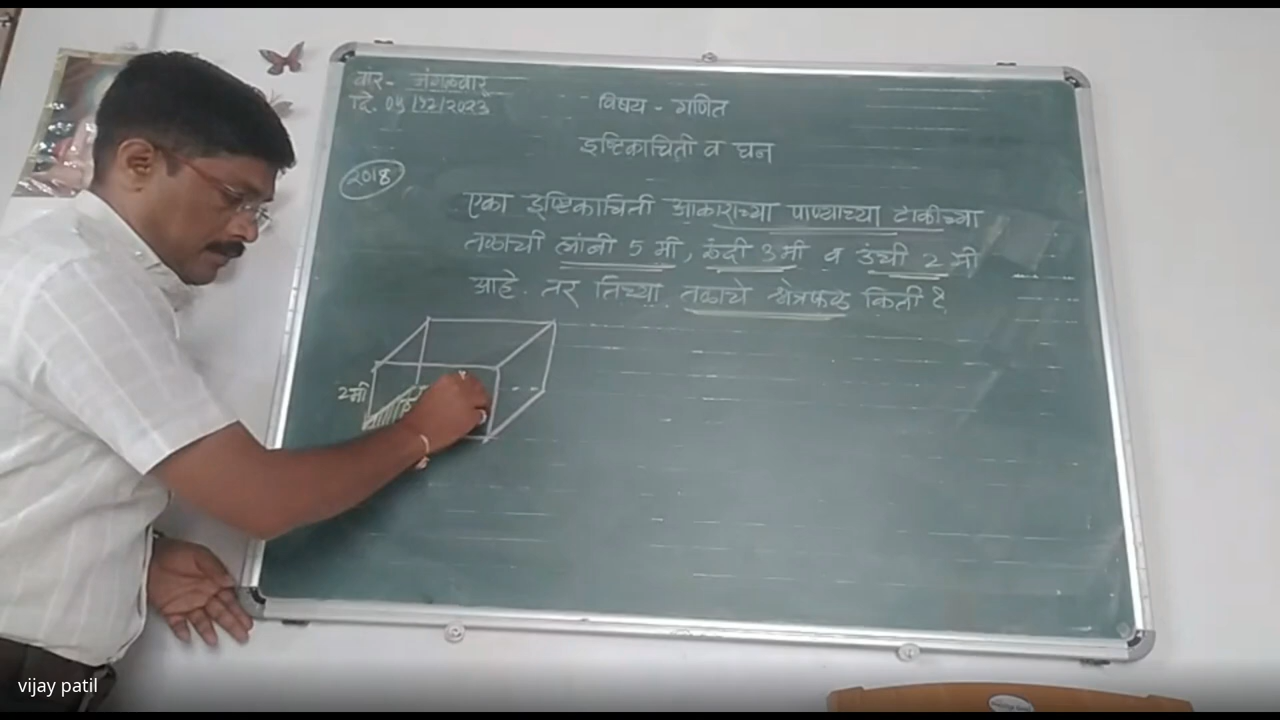 वार - मंगळवार
दि. 05/12/2023
विषय - गणित
इष्टिकाचिती व घन
2018
एका इष्टिकाचिती आकाराच्या पाण्याच्या टाकीच्या
तळाची लांबी 5 मी, रुंदी 3 मी व उंची 2 मी
आहे. तर तिच्या तळाचे क्षेत्रफळ किती ?
2मी
vijay patil